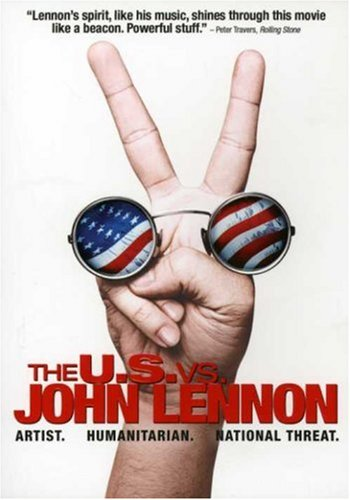 "Lennon's spirit, like his music, shines through this movie
like a beacon. Powerful stuff." – Peter Travers, Rolling Stone
THE U.S. VS.
JOHN LENNON
ARTIST. HUMANITARIAN. NATIONAL THREAT.